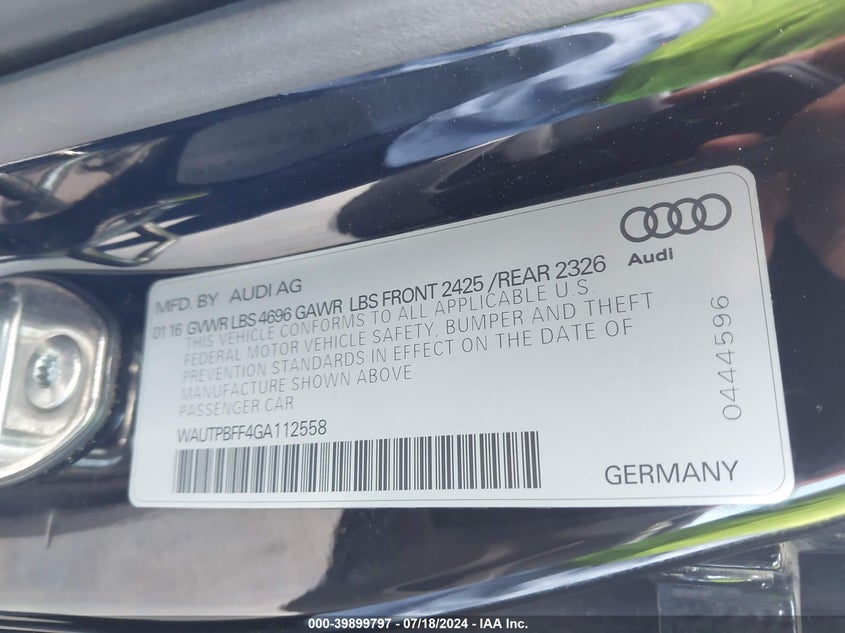 MFD. BY AUDI AG
01 16 GVWR LBS 4696 GAWR LBS FRONT 2425 /REAR 2326
THIS VEHICLE CONFORMS TO ALL APPLICABLE U.S.
FEDERAL MOTOR VEHICLE SAFETY, BUMPER AND THEFT
PREVENTION STANDARDS IN EFFECT ON THE DATE OF
MANUFACTURE SHOWN ABOVE
PASSENGER CAR
WAUTPBFF4GA112558
Audi
0444596
GERMANY
000-39899797 - 07/18/2024 - IAA Inc.